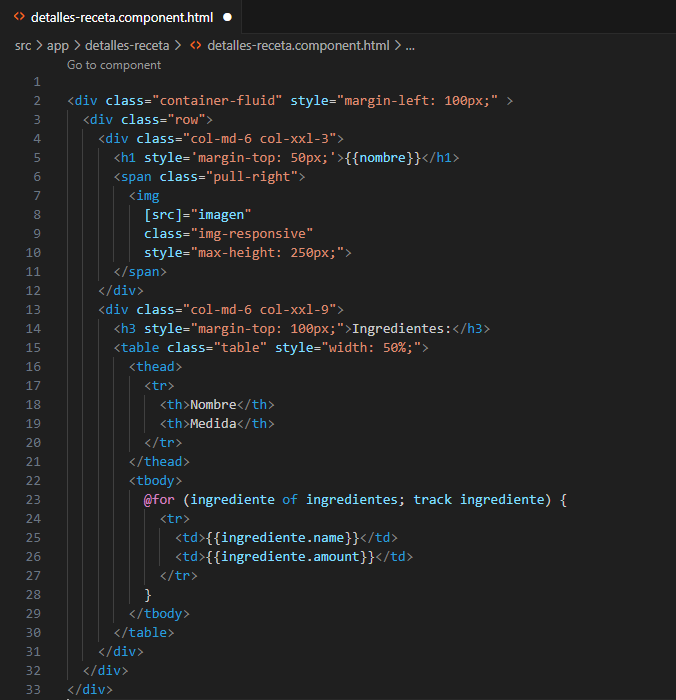 <> detalles-receta.component.html ●
src > app > detalles-receta > <> detalles-receta.component.html > ...
Go to component
1
2 <div class="container-fluid" style="margin-left: 100px;" >
3   <div class="row">
4     <div class="col-md-6 col-xxl-3">
5       <h1 style='margin-top: 50px;'>{{nombre}}</h1>
6       <span class="pull-right">
7         <img
8           [src]="imagen"
9           class="img-responsive"
10           style="max-height: 250px;">
11       </span>
12     </div>
13     <div class="col-md-6 col-xxl-9">
14       <h3 style="margin-top: 100px;">Ingredientes:</h3>
15       <table class="table" style="width: 50%;">
16         <thead>
17           <tr>
18             <th>Nombre</th>
19             <th>Medida</th>
20           </tr>
21         </thead>
22         <tbody>
23           @for (ingrediente of ingredientes; track ingrediente) {
24             <tr>
25               <td>{{ingrediente.name}}</td>
26               <td>{{ingrediente.amount}}</td>
27             </tr>
28           }
29         </tbody>
30       </table>
31     </div>
32   </div>
33 </div>